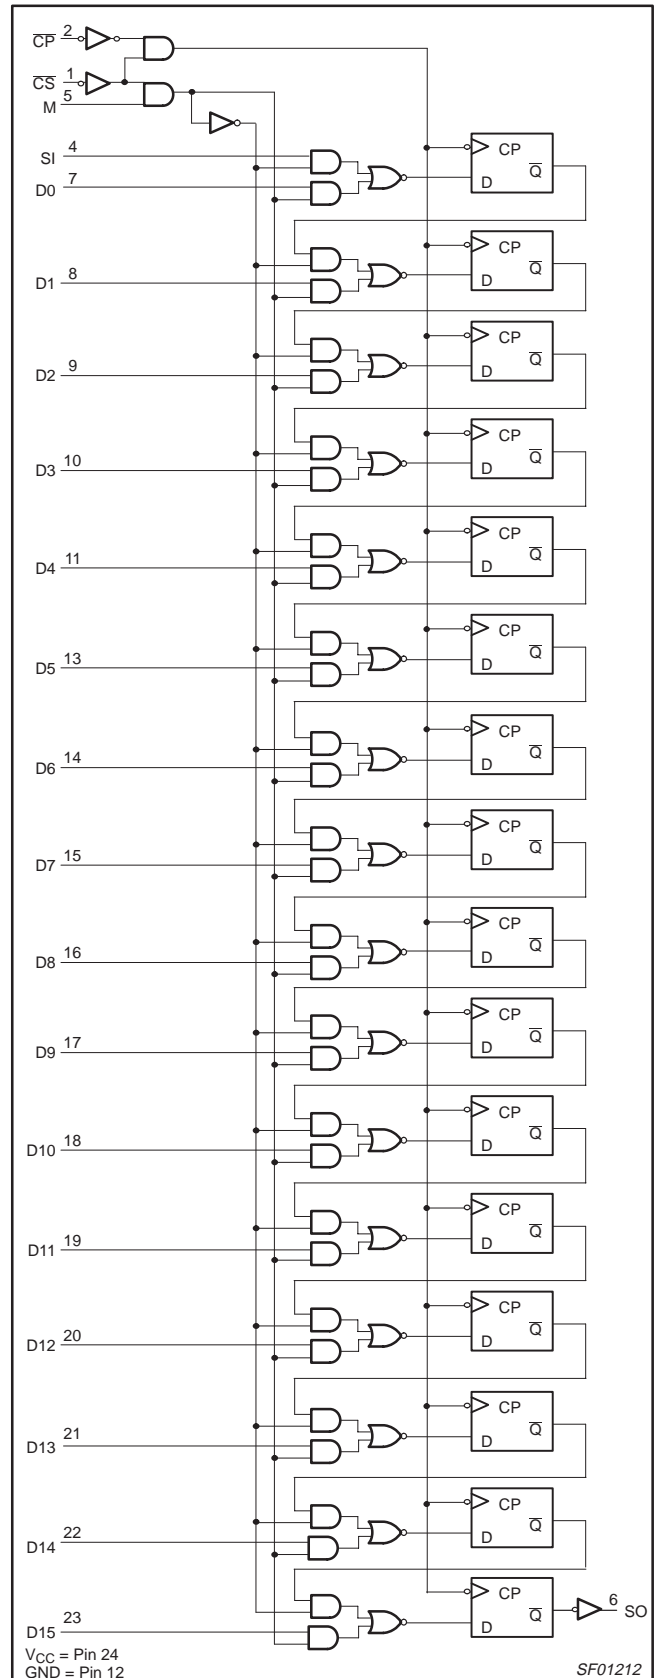 C̅P̅ 2
C̅S̅ 1
M 5
SI 4
CP
Q̅
D
D0 7
CP
Q̅
D
D1 8
CP
Q̅
D
D2 9
CP
Q̅
D
D3 10
CP
Q̅
D
D4 11
CP
Q̅
D
D5 13
CP
Q̅
D
D6 14
CP
Q̅
D
D7 15
CP
Q̅
D
D8 16
CP
Q̅
D
D9 17
CP
Q̅
D
D10 18
CP
Q̅
D
D11 19
CP
Q̅
D
D12 20
CP
Q̅
D
D13 21
CP
Q̅
D
D14 22
CP
Q̅
D
6 SO
D15 23
VCC = Pin 24
GND = Pin 12
SF01212